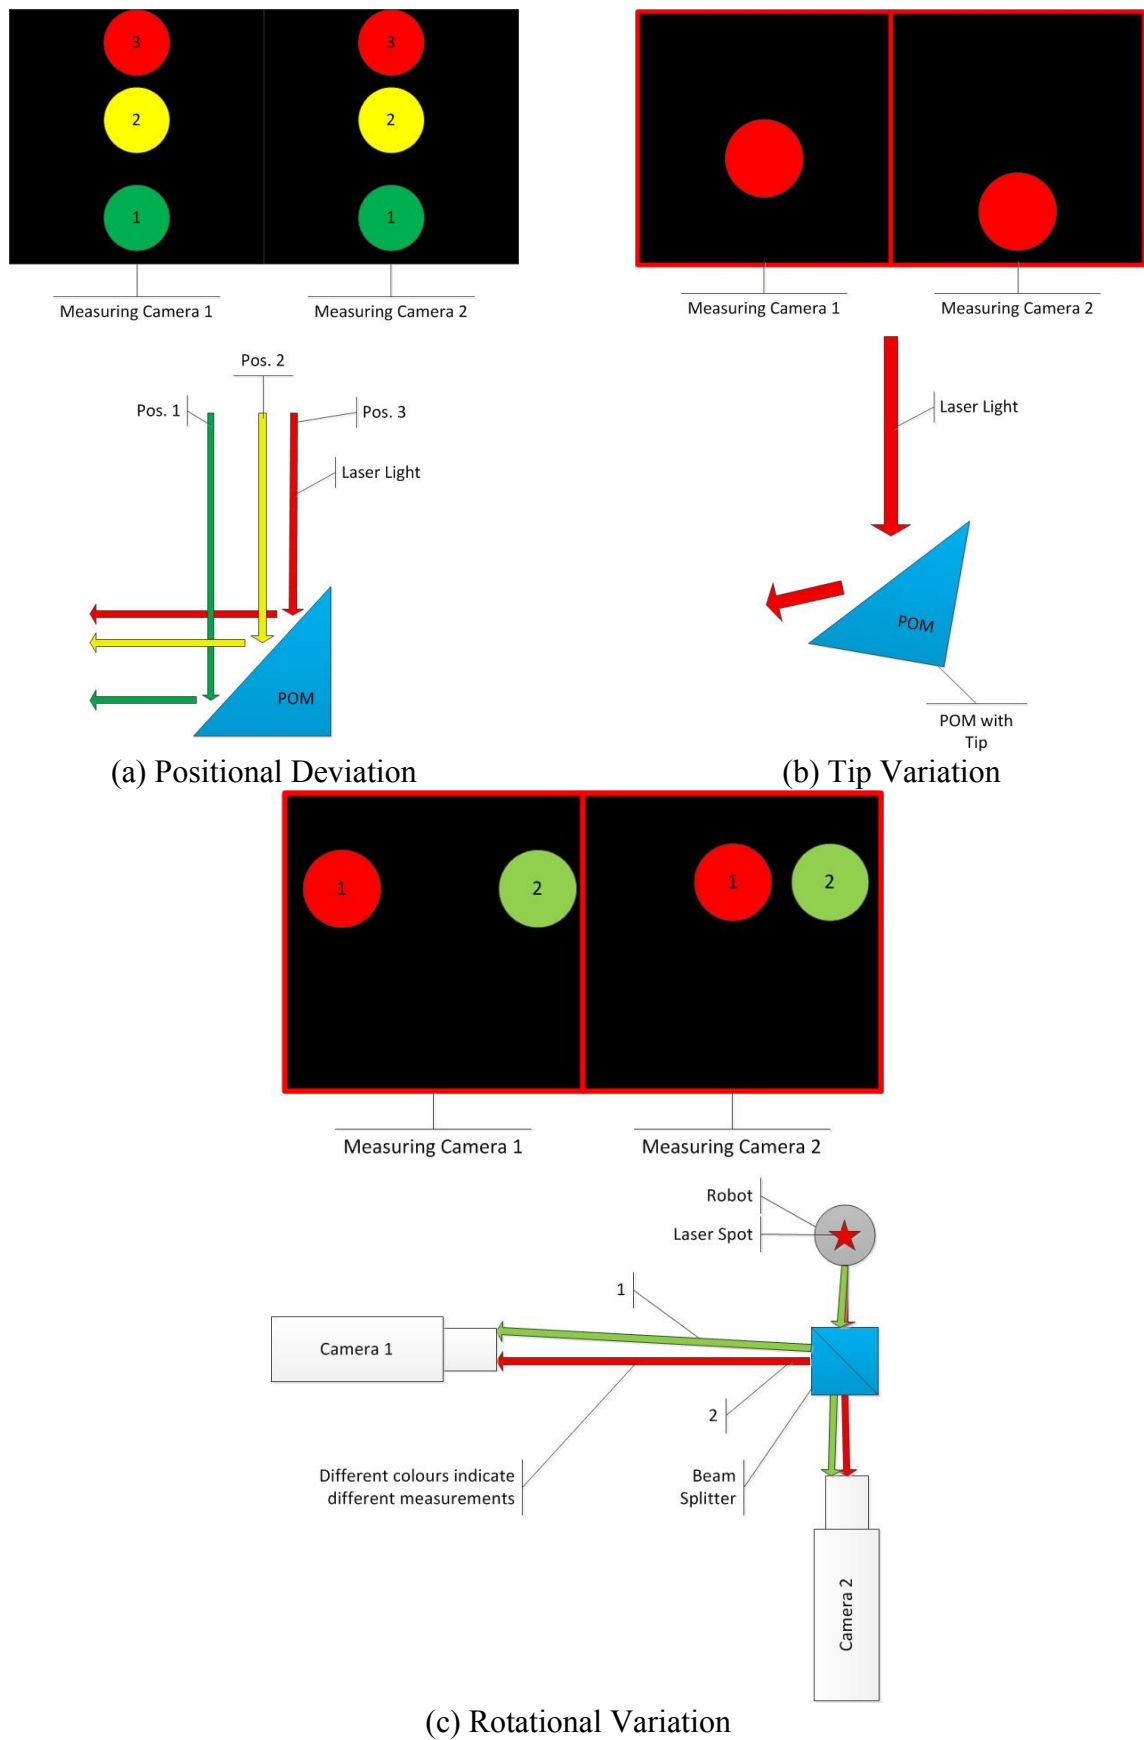 3
3
2
2
1
1
Measuring Camera 1
Measuring Camera 2
Pos. 2
Pos. 1
Pos. 3
Laser Light
POM
(a) Positional Deviation
Measuring Camera 1
Measuring Camera 2
Laser Light
POM
POM with
Tip
(b) Tip Variation
1
2
1
2
Measuring Camera 1
Measuring Camera 2
Robot
Laser Spot
1
Camera 1
2
Different colours indicate
different measurements
Beam
Splitter
Camera 2
(c) Rotational Variation